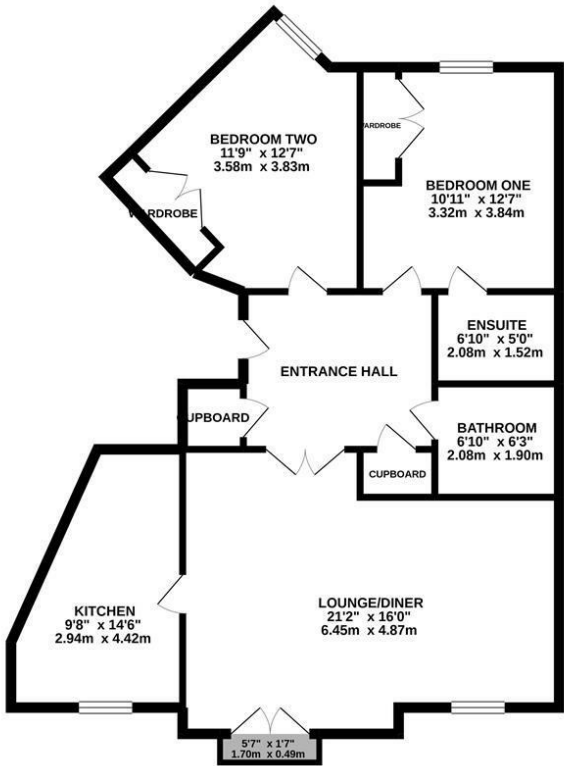 BEDROOM TWO
11'9" x 12'7"
3.58m x 3.83m
WARDROBE
WARDROBE
BEDROOM ONE
10'11" x 12'7"
3.32m x 3.84m
ENSUITE
6'10" x 5'0"
2.08m x 1.52m
ENTRANCE HALL
CUPBOARD
BATHROOM
6'10" x 6'3"
2.08m x 1.90m
CUPBOARD
KITCHEN
9'8" x 14'6"
2.94m x 4.42m
LOUNGE/DINER
21'2" x 16'0"
6.45m x 4.87m
5'7" x 1'7"
1.70m x 0.49m